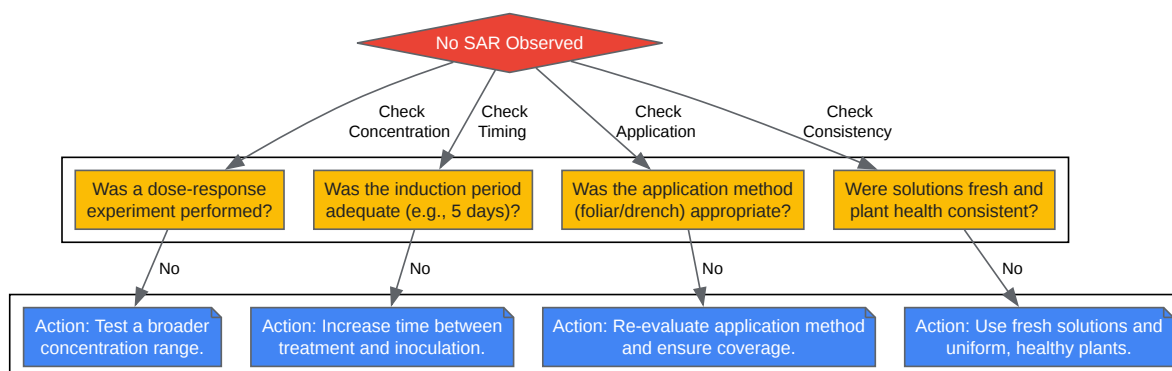 No SAR Observed
Check
Concentration
Check
Timing
Check
Application
Check
Consistency
Was a dose-response
experiment performed?
Was the induction period
adequate (e.g., 5 days)?
Was the application method
(foliar/drench) appropriate?
Were solutions fresh and
plant health consistent?
No
No
No
No
Action: Test a broader
concentration range.
Action: Increase time between
treatment and inoculation.
Action: Re-evaluate application method
and ensure coverage.
Action: Use fresh solutions and
uniform, healthy plants.